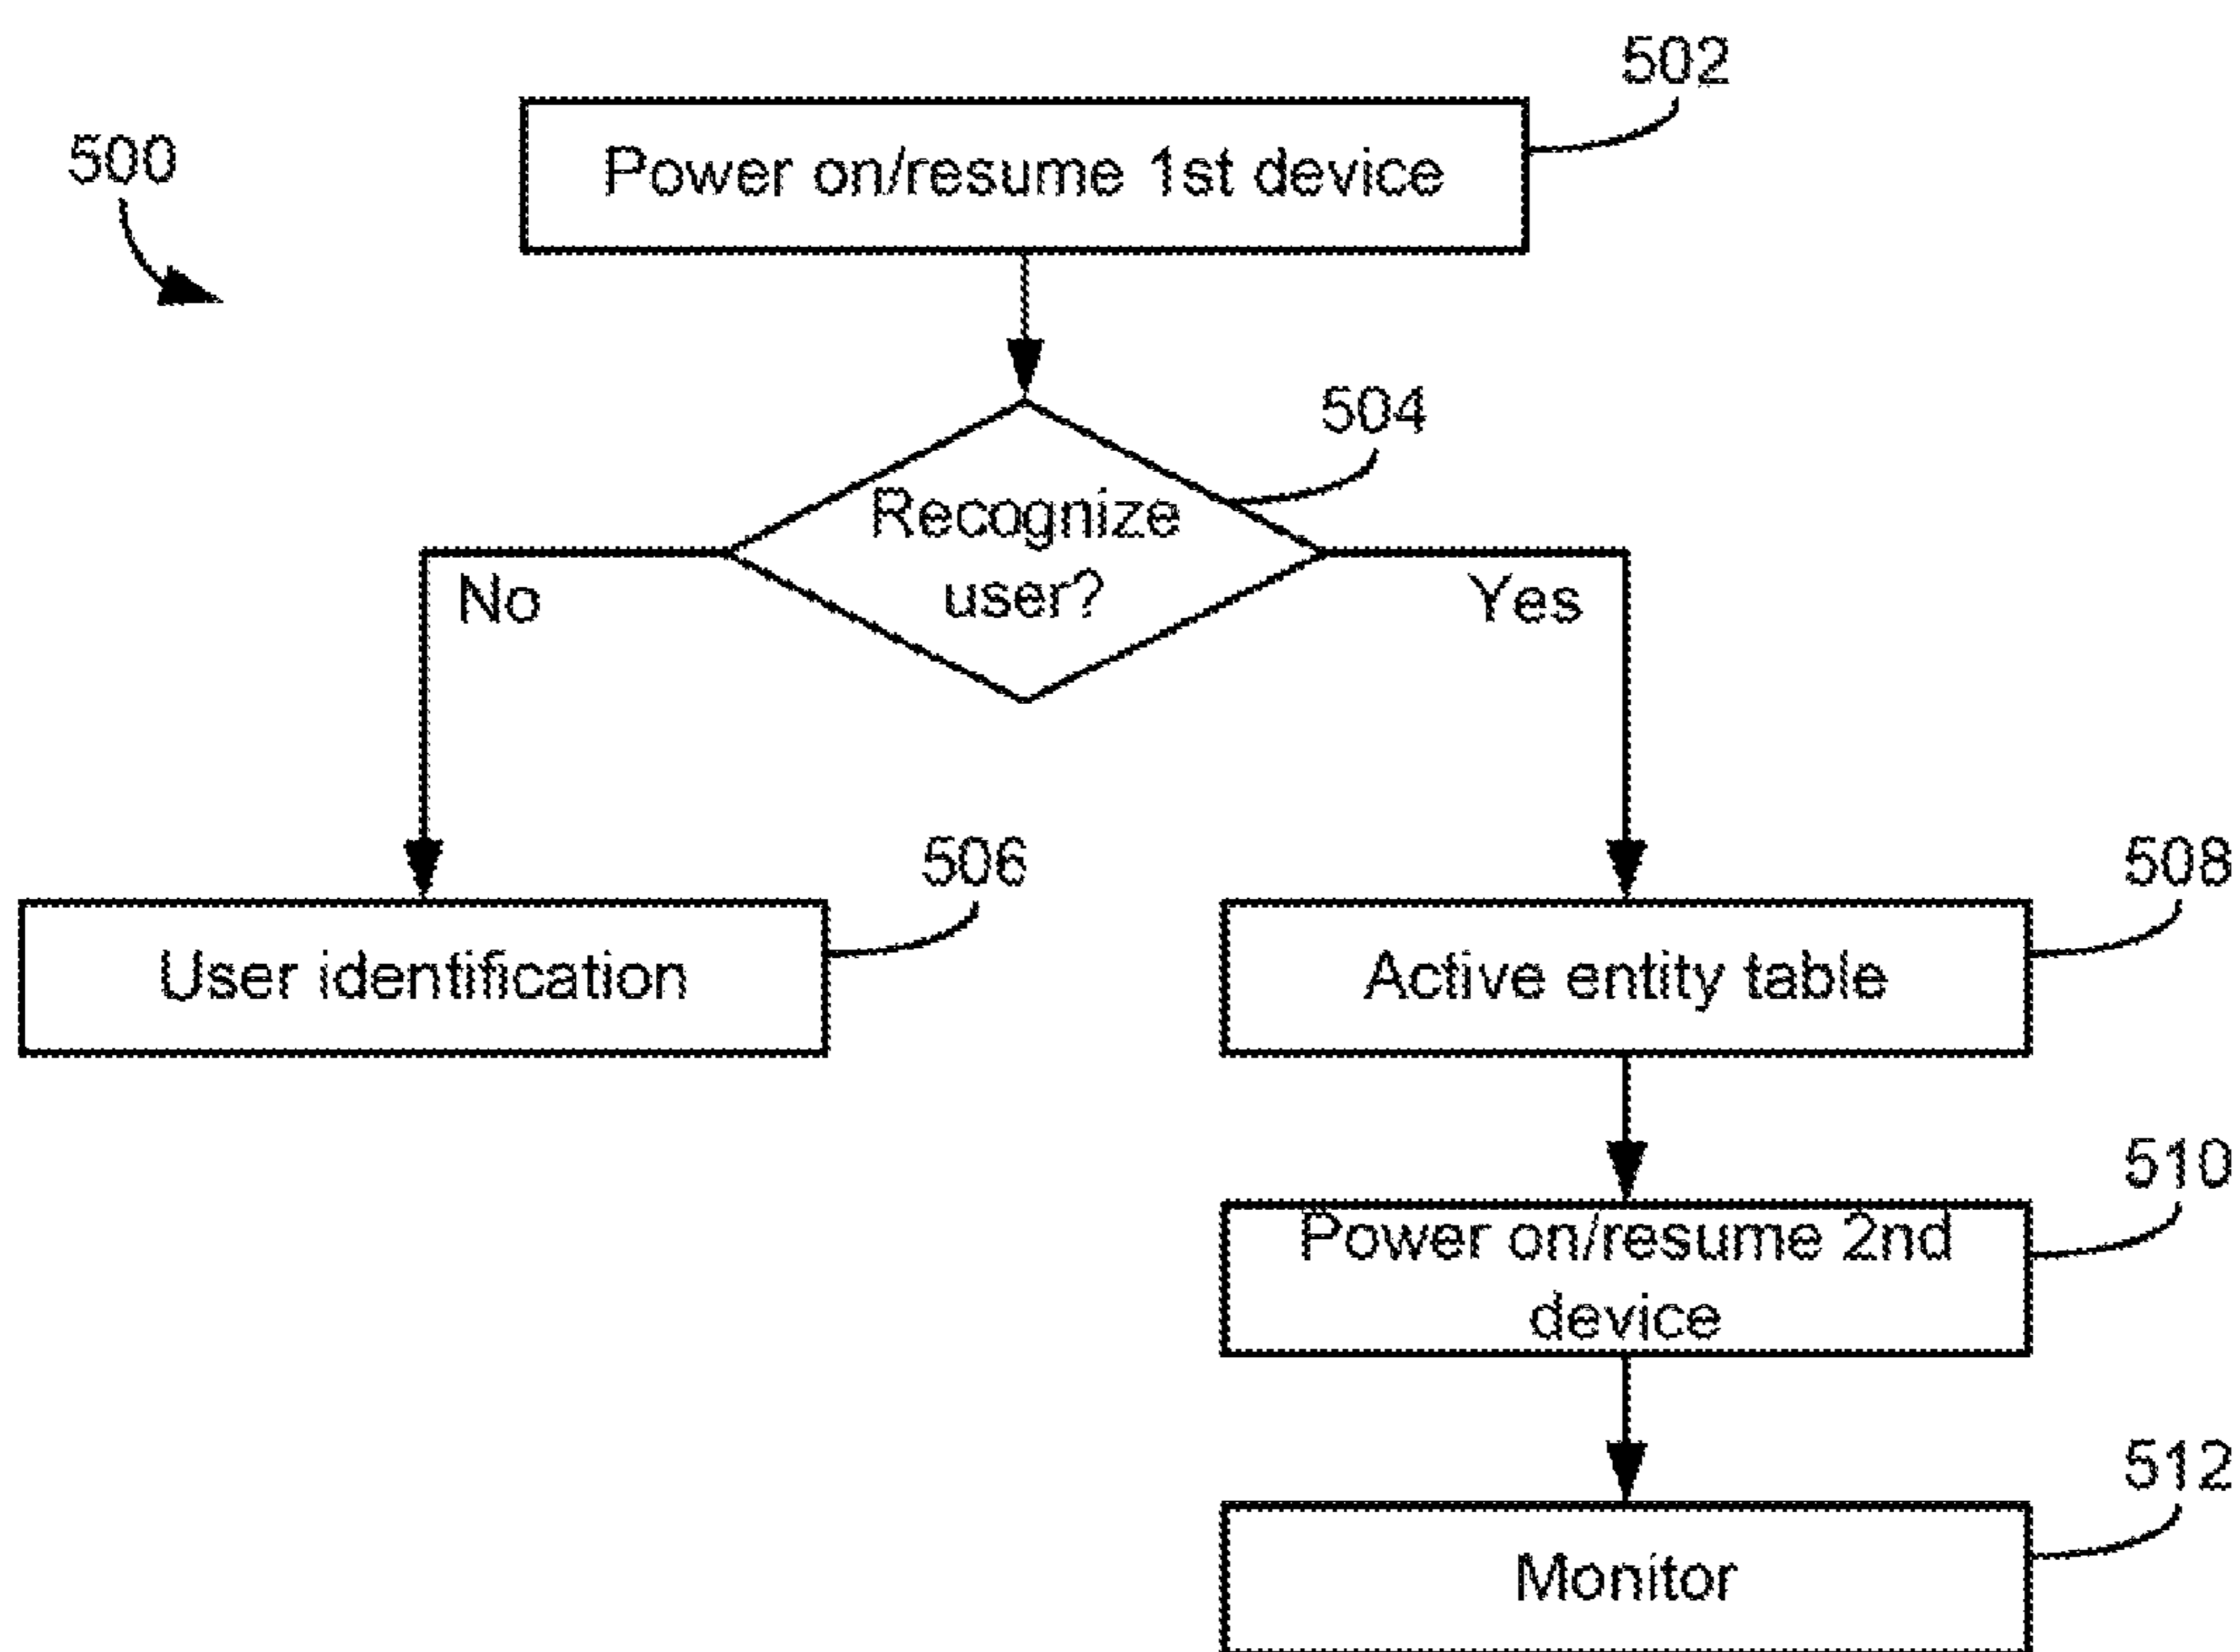 502
500
Power on/resume 1st device
504
Recognize
user?
No
Yes
506
508
User identification
Active entity table
510
Power on/resume 2nd
device
512
Monitor